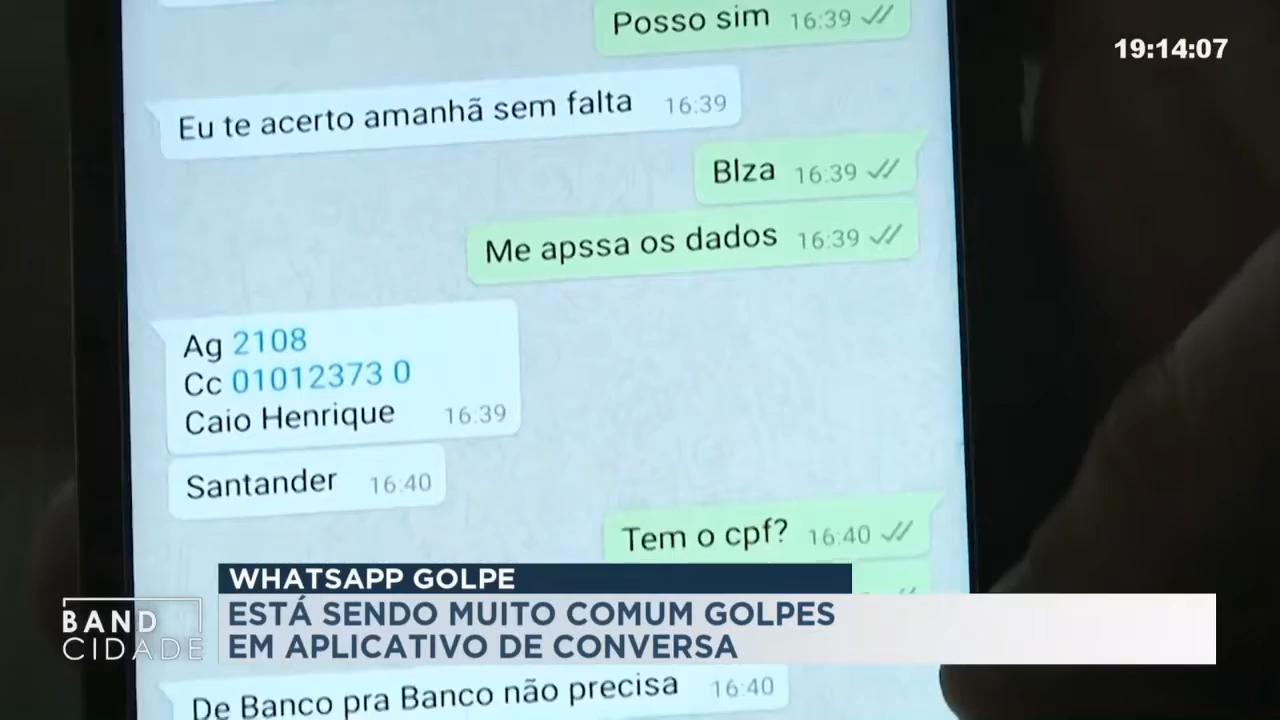 Posso sim 16:39
19:14:07
Eu te acerto amanhã sem falta 16:39
Blza 16:39
Me apssa os dados 16:39
Ag 2108
Cc 01012373 0
Caio Henrique 16:39
Santander 16:40
Tem o cpf? 16:40
WHATSAPP GOLPE
BAND
CIDADE
ESTÁ SENDO MUITO COMUM GOLPES
EM APLICATIVO DE CONVERSA
De Banco pra Banco não precisa 16:40